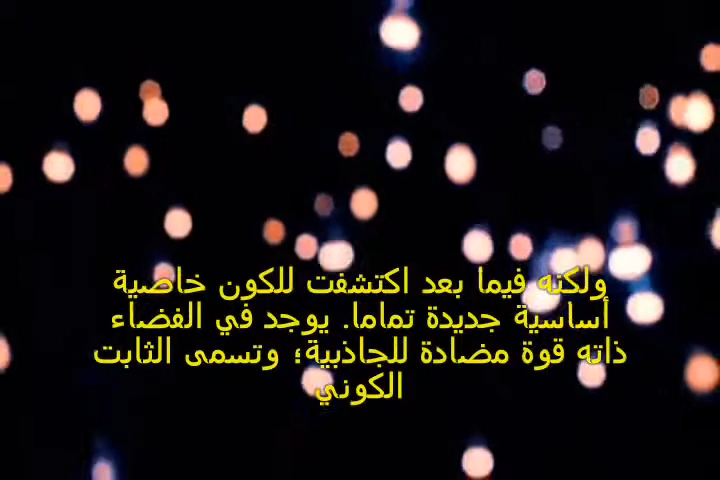 ولكنه فيما بعد اكتشفت للكون خاصية
أساسية جديدة تماما. يوجد في الفضاء
ذاته قوة مضادة للجاذبية؛ وتسمى الثابت
الكوني